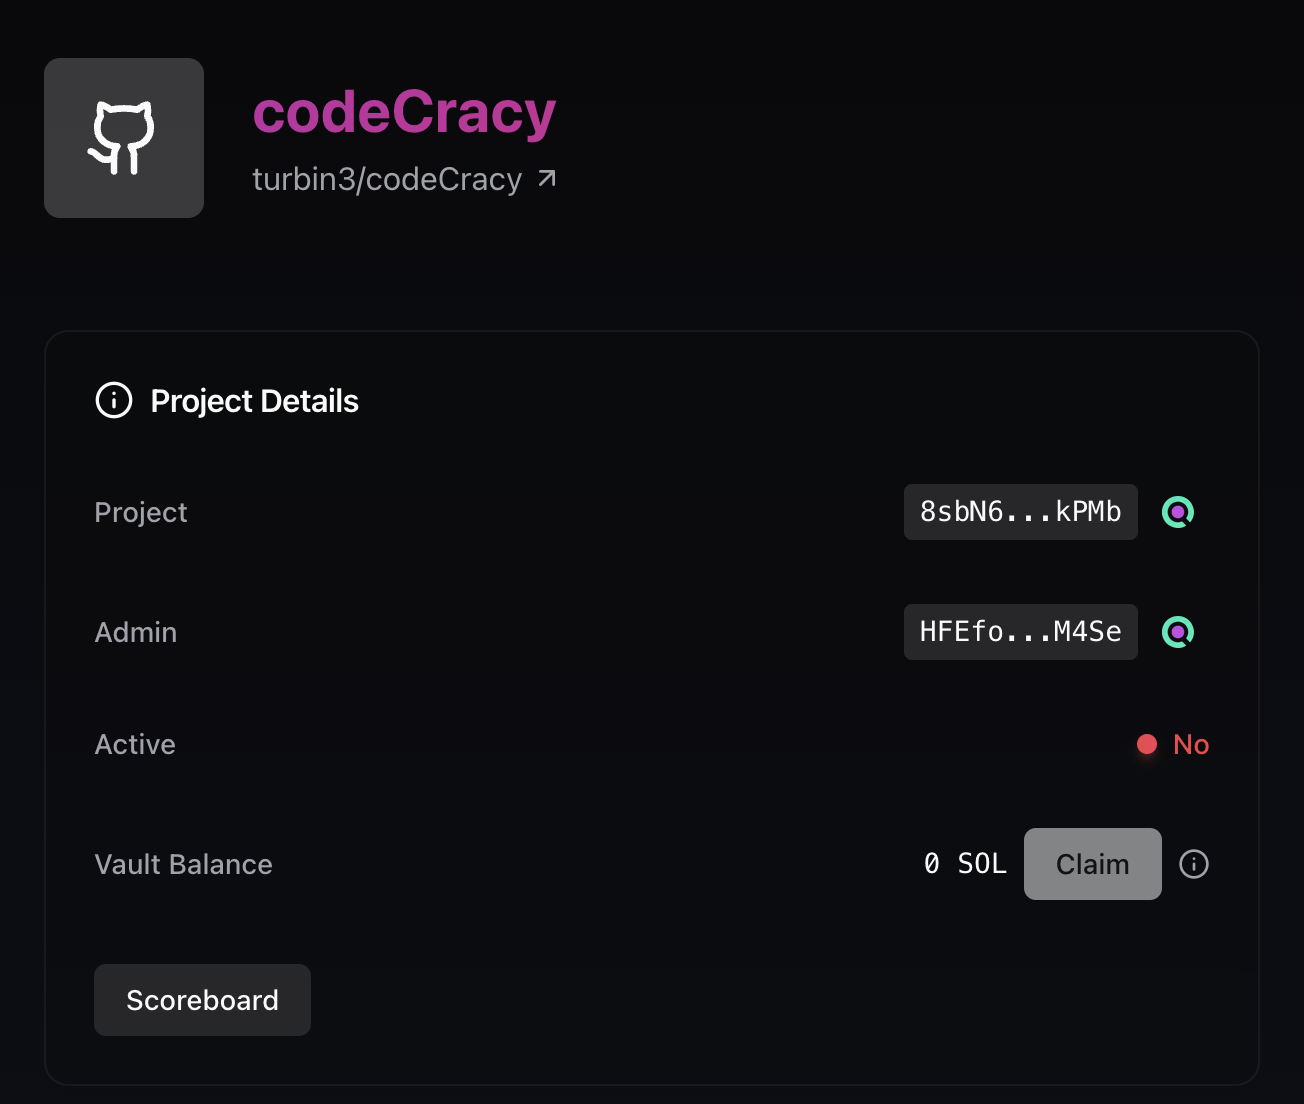 codeCracy
turbin3/codeCracy
Project Details
Project
8sbN6...kPMb
Admin
HFEfo...M4Se
Active
No
Vault Balance
0 SOL
Claim
Scoreboard